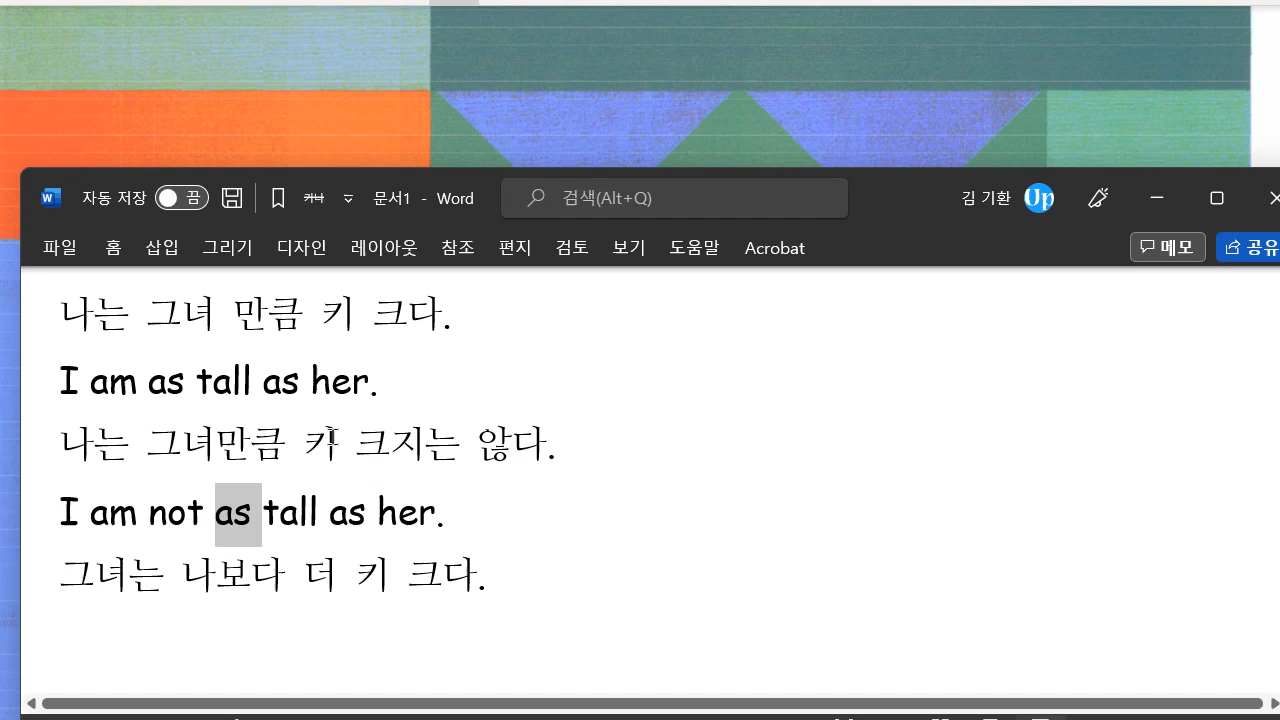 자동 저장 끔 가나 문서1 - Word 검색(Alt+Q) 김 기환 Up
파일 홈 삽입 그리기 디자인 레이아웃 참조 편지 검토 보기 도움말 Acrobat 메모 공유
나는 그녀 만큼 키 크다.
I am as tall as her.
나는 그녀만큼 키 크지는 않다.
I am not as tall as her.
그녀는 나보다 더 키 크다.